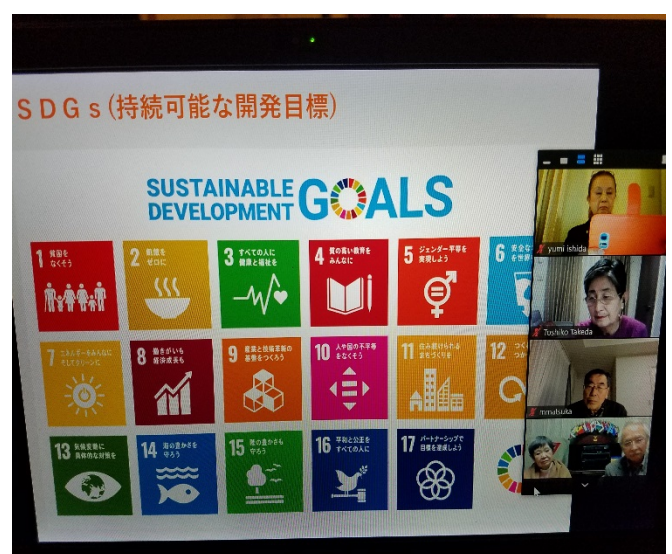 SDGs(持続可能な開発目標)
SUSTAINABLE
DEVELOPMENT
GOALS
1 貧困を
なくそう
2 飢餓を
ゼロに
3 すべての人に
健康と福祉を
4 質の高い教育を
みんなに
5 ジェンダー平等を
実現しよう
6 安全な
を世界
7 エネルギーをみんなに
そしてクリーンに
8 働きがいも
経済成長も
9 産業と技術革新の
基盤をつくろう
10 人や国の不平等
をなくそう
11 住み続けられる
まちづくりを
12 つくる
つか
13 気候変動に
具体的な対策を
14 海の豊かさを
守ろう
15 陸の豊かさも
守ろう
16 平和と公正を
すべての人に
17 パートナーシップで
目標を達成しよう
yumi ishida
Toshiko Takeda